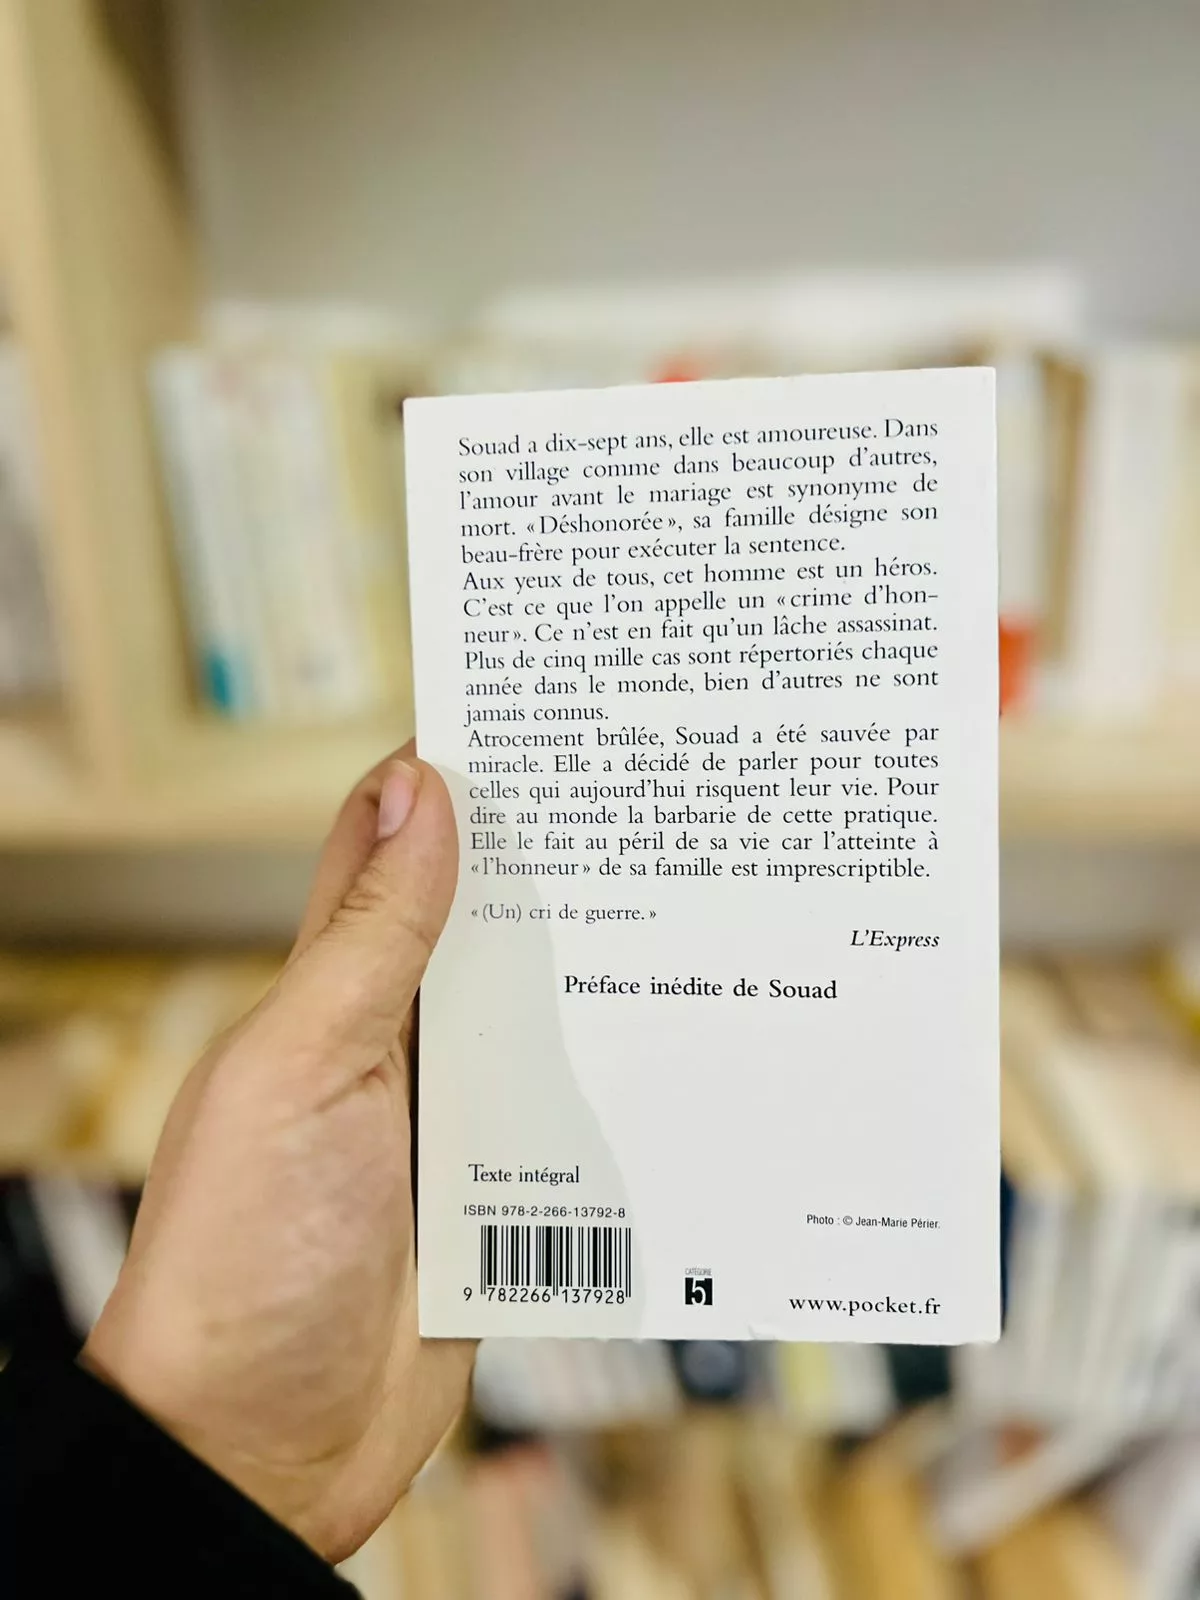 Souad a dix-sept ans, elle est amoureuse. Dans
son village comme dans beaucoup d'autres,
l'amour avant le mariage est synonyme de
mort. « Déshonorée », sa famille désigne son
beau-frère pour exécuter la sentence.
Aux yeux de tous, cet homme est un héros.
C'est ce que l'on appelle un « crime d'hon-
neur ». Ce n'est en fait qu'un lâche assassinat.
Plus de cinq mille cas sont répertoriés chaque
année dans le monde, bien d'autres ne sont
jamais connus.
Atrocement brûlée, Souad a été sauvée par
miracle. Elle a décidé de parler pour toutes
celles qui aujourd'hui risquent leur vie. Pour
dire au monde la barbarie de cette pratique.
Elle le fait au péril de sa vie car l'atteinte à
« l'honneur » de sa famille est imprescriptible.
« (Un) cri de guerre. »
L'Express
Préface inédite de Souad
Texte intégral
ISBN 978-2-266-13792-8
9 782266 137928
Photo : © Jean-Marie Périer.
CATÉGORIE
5
www.pocket.fr